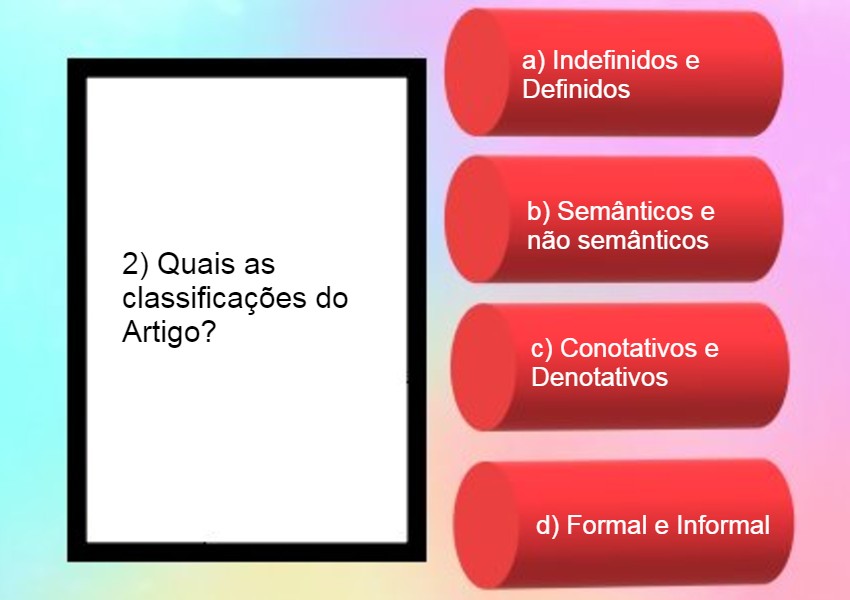 2) Quais as
classificações do
Artigo?
a) Indefinidos e
Definidos
b) Semânticos e
não semânticos
c) Conotativos e
Denotativos
d) Formal e Informal